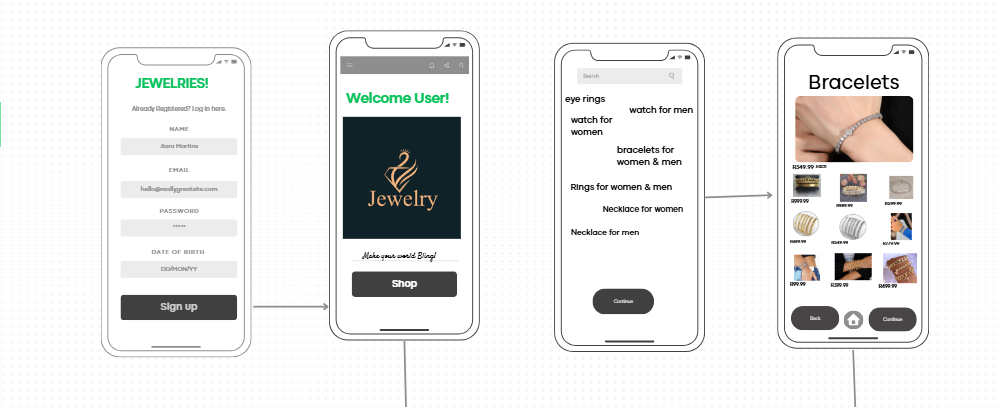 JEWELRIES!
Already Registered? Log in here.
NAME
Jiara Martins
EMAIL
hello@reallygreatsite.com
PASSWORD
*****
DATE OF BIRTH
DD/MON/YY
Sign up
Welcome User!
Jewelry
Make your world Bling!
Shop
Search
eye rings
watch for men
watch for
women
bracelets for
women & men
Rings for women & men
Necklace for women
Necklace for men
Continue
Bracelets
R349.99 each
Back
Continue